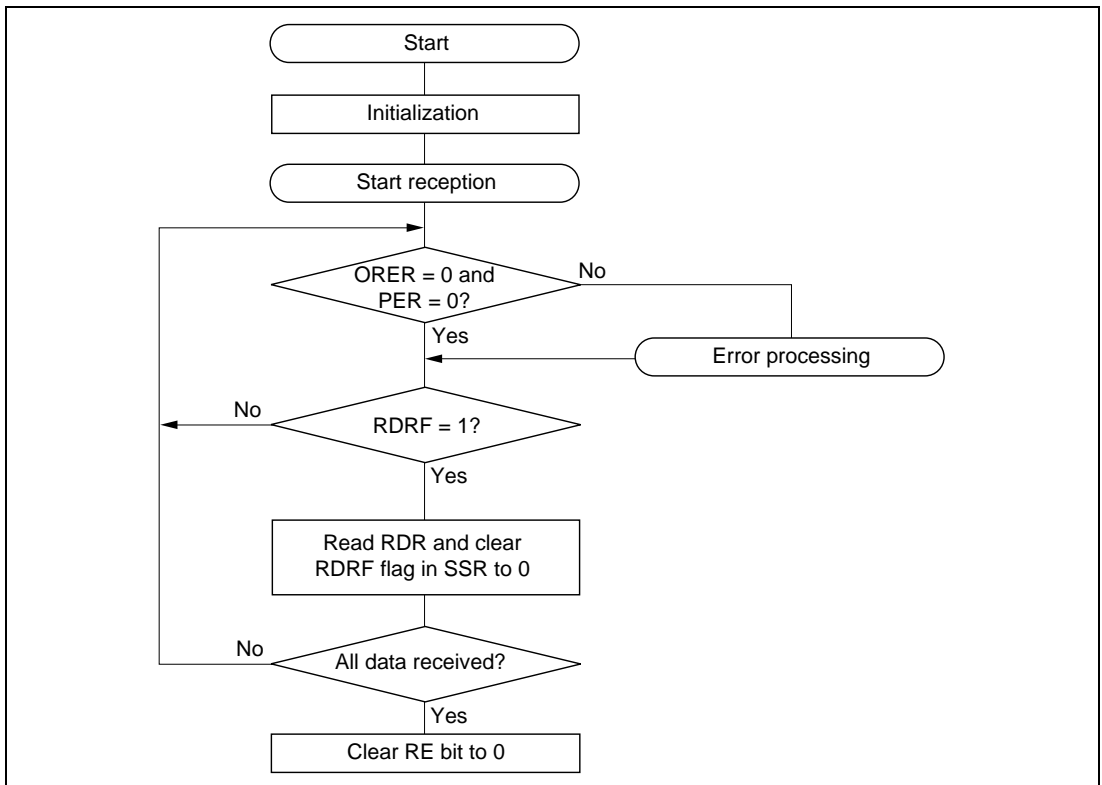 Start
Initialization
Start reception
ORER = 0 and
PER = 0?
No
Yes
Error processing
No
RDRF = 1?
Yes
Read RDR and clear
RDRF flag in SSR to 0
No
All data received?
Yes
Clear RE bit to 0